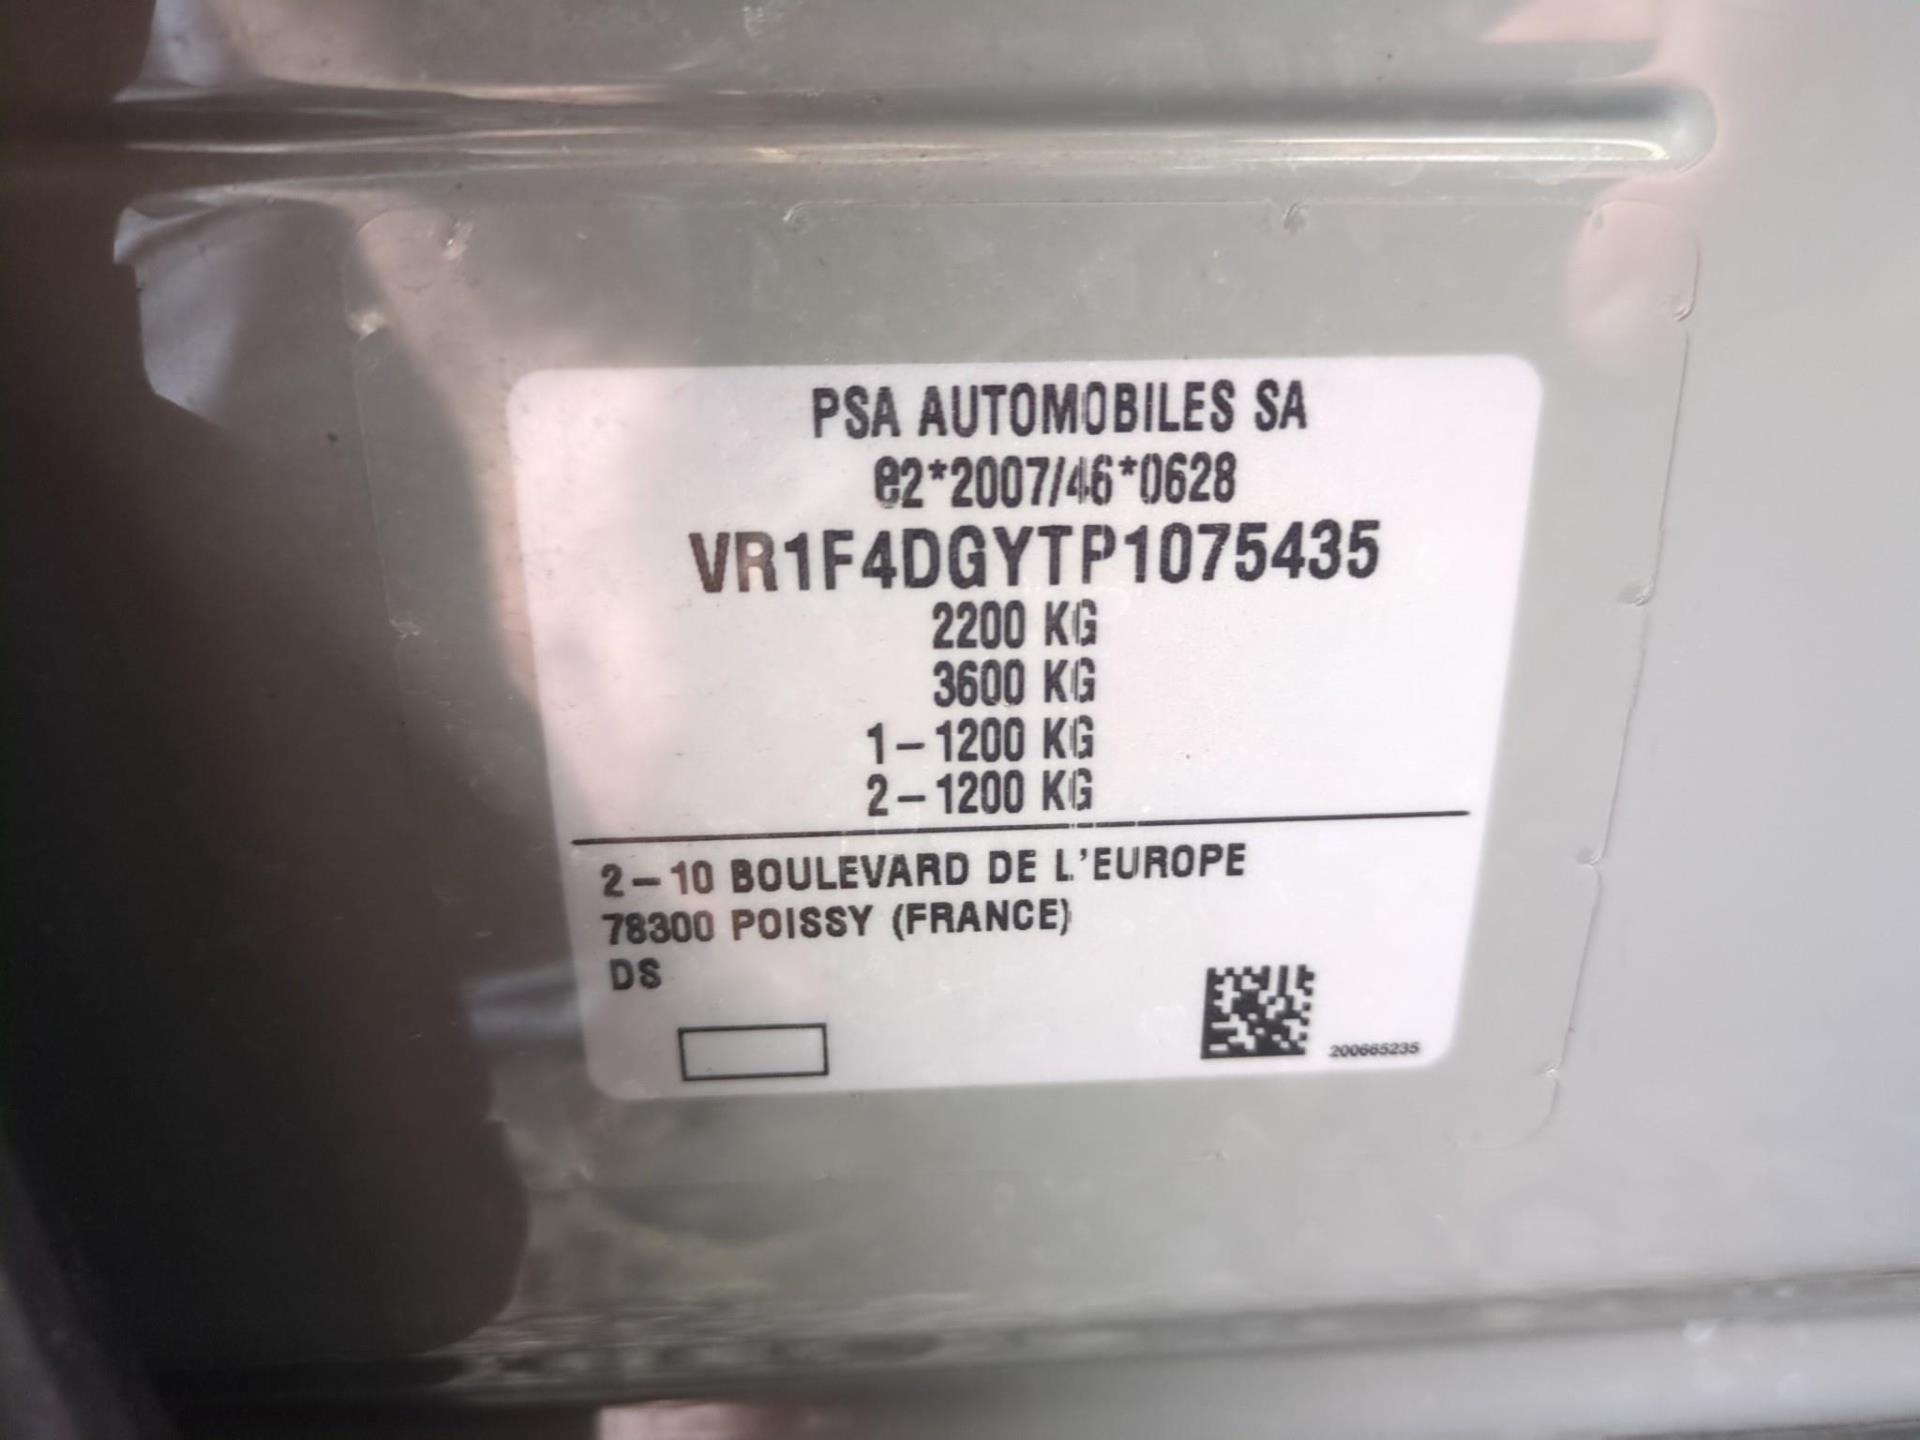 PSA AUTOMOBILES SA
e2*2007/46*0628
VR1F4DGYTP1075435
2200 KG
3600 KG
1-1200 KG
2-1200 KG
2-10 BOULEVARD DE L'EUROPE
78300 POISSY (FRANCE)
DS
200665235